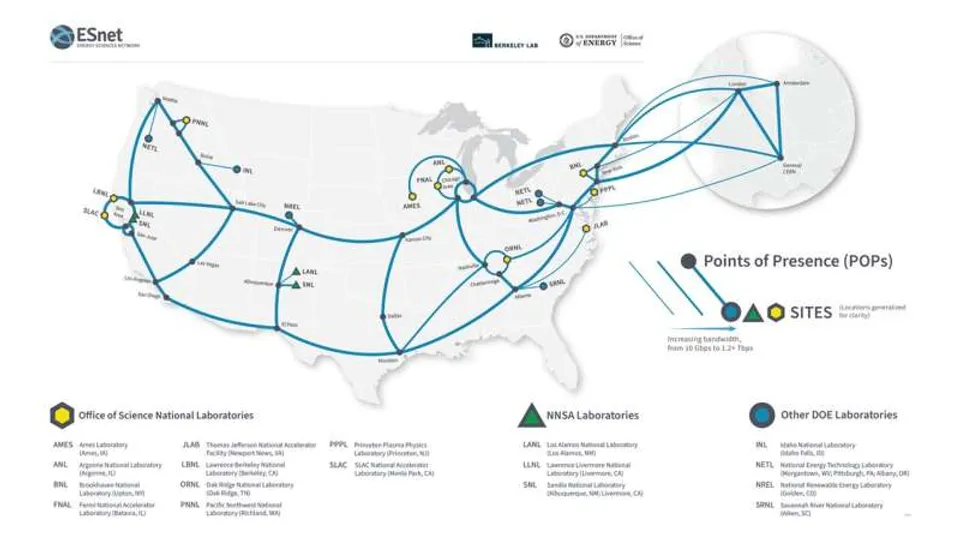 ESnet
ENERGY SCIENCES NETWORK
BERKELEY LAB
U.S. DEPARTMENT of ENERGY
Office of Science
Seattle
PNNL
NETL
Boise
INL
LBNL
SLAC
Bay Area
LLNL
SNL
San Jose
Salt Lake City
NREL
Denver
Las Vegas
Los Angeles
San Diego
Albuquerque
LANL
SNL
El Paso
Kansas City
Dallas
Houston
ANL
FNAL
Chicago Area
AMES
Nashville
ORNL
Chattanooga
Atlanta
SRNL
NETL
NETL
Washington, D.C.
JLAB
PPPL
BNL
New York
Boston
London
Amsterdam
Geneva/
CERN
Points of Presence (POPs)
SITES
(Locations generalized
for clarity)
Increasing bandwidth,
from 10 Gbps to 1.2+ Tbps
Office of Science National Laboratories
AMES Ames Laboratory
(Ames, IA)
ANL Argonne National Laboratory
(Argonne, IL)
BNL Brookhaven National
Laboratory (Upton, NY)
FNAL Fermi National Accelerator
Laboratory (Batavia, IL)
JLAB Thomas Jefferson National Accelerator
Facility (Newport News, VA)
LBNL Lawrence Berkeley National
Laboratory (Berkeley, CA)
ORNL Oak Ridge National Laboratory
(Oak Ridge, TN)
PNNL Pacific Northwest National
Laboratory (Richland, WA)
PPPL Princeton Plasma Physics
Laboratory (Princeton, NJ)
SLAC SLAC National Accelerator
Laboratory (Menlo Park, CA)
NNSA Laboratories
LANL Los Alamos National Laboratory
(Los Alamos, NM)
LLNL Lawrence Livermore National
Laboratory (Livermore, CA)
SNL Sandia National Laboratory
(Albuquerque, NM; Livermore, CA)
Other DOE Laboratories
INL Idaho National Laboratory
(Idaho Falls, ID)
NETL National Energy Technology Laboratory
(Morgantown, WV; Pittsburgh, PA; Albany, OR)
NREL National Renewable Energy Laboratory
(Golden, CO)
SRNL Savannah River National Laboratory
(Aiken, SC)